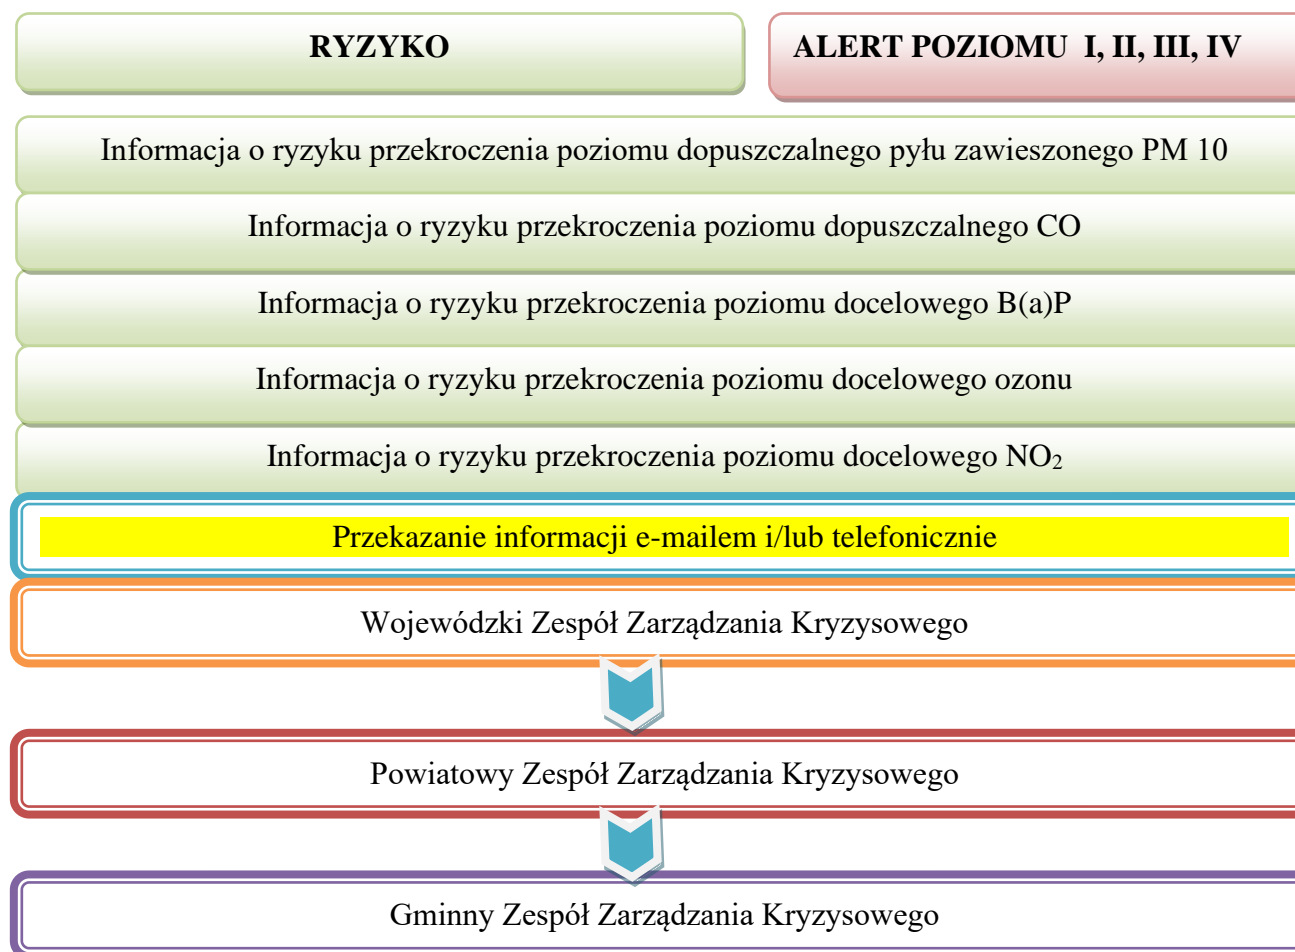 RYZYKO
ALERT POZIOMU I, II, III, IV
Informacja o ryzyku przekroczenia poziomu dopuszczalnego pyłu zawieszonego PM 10
Informacja o ryzyku przekroczenia poziomu dopuszczalnego CO
Informacja o ryzyku przekroczenia poziomu docelowego B(a)P
Informacja o ryzyku przekroczenia poziomu docelowego ozonu
Informacja o ryzyku przekroczenia poziomu docelowego NO₂
Przekazanie informacji e-mailem i/lub telefonicznie
Wojewódzki Zespół Zarządzania Kryzysowego
Powiatowy Zespół Zarządzania Kryzysowego
Gminny Zespół Zarządzania Kryzysowego